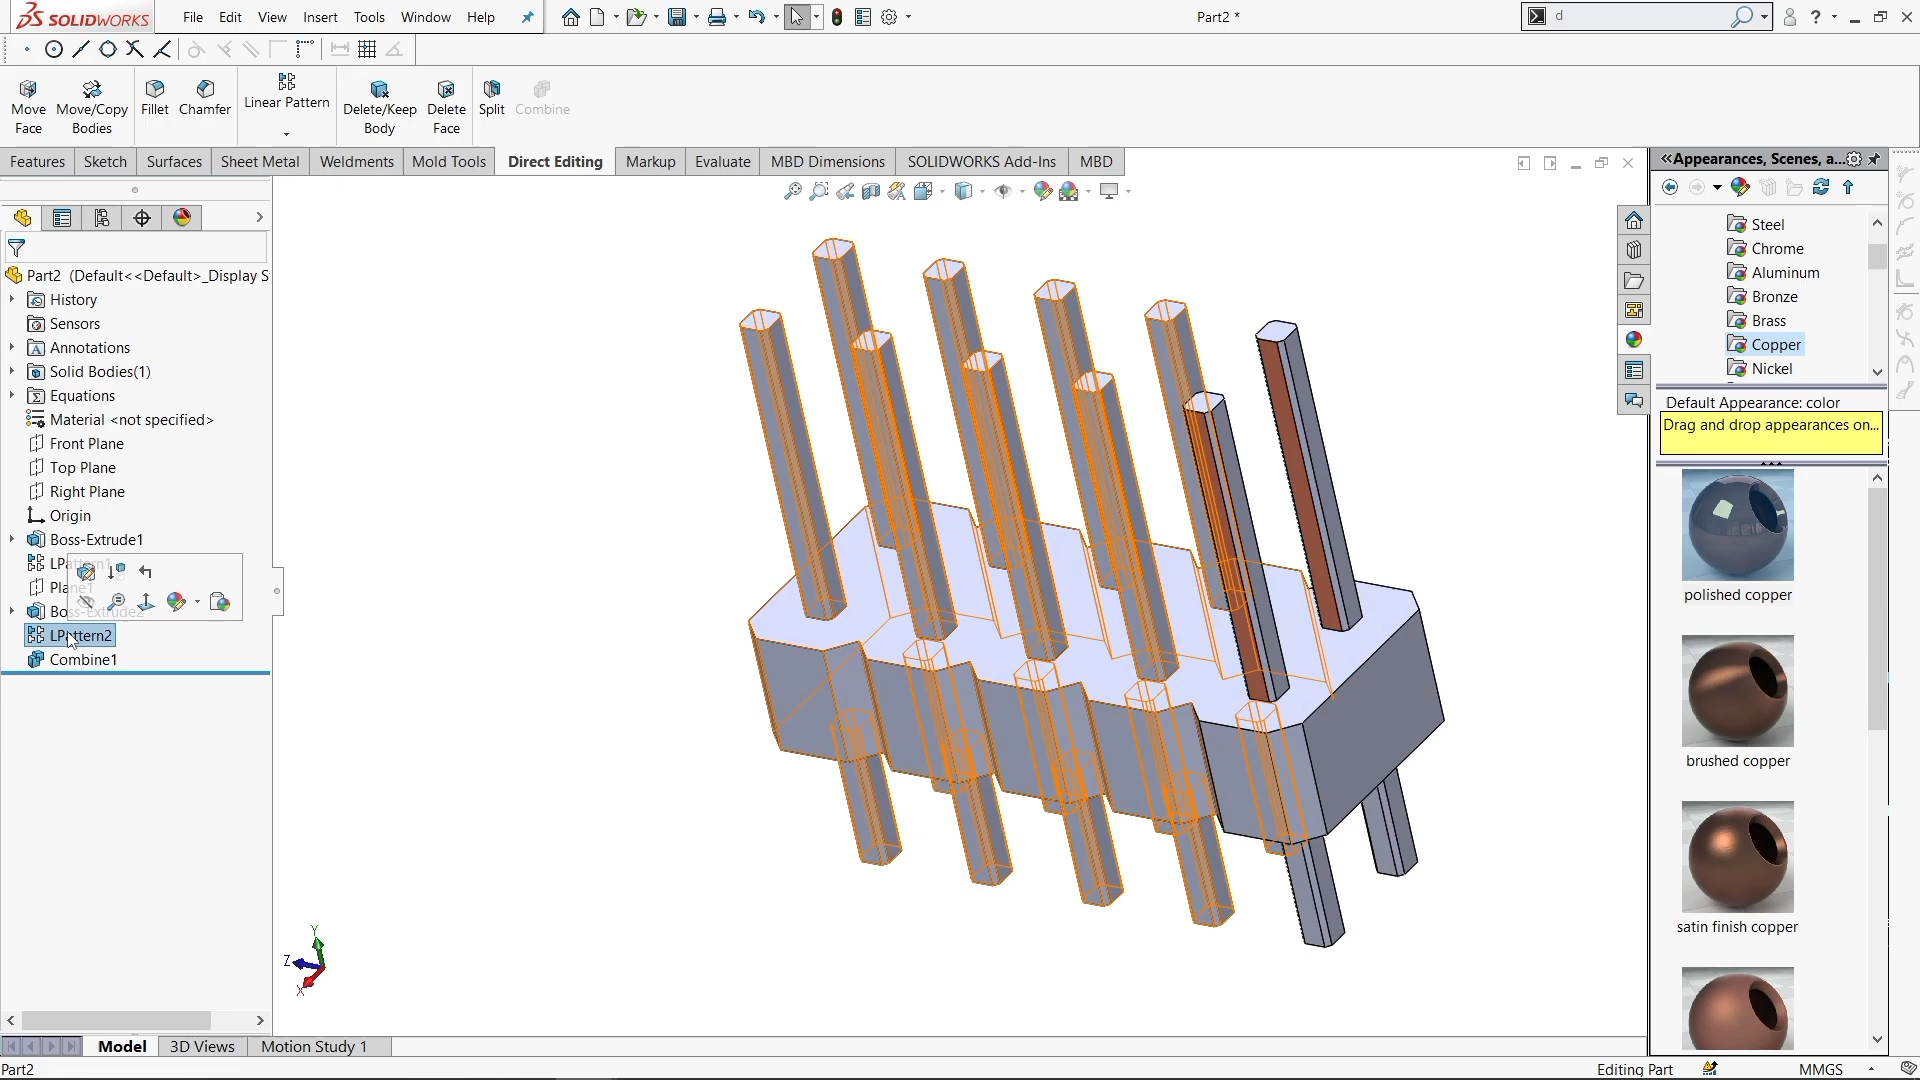 SOLIDWORKS File Edit View Insert Tools Window Help Part2 * d ?
Move Face
Move/Copy Bodies
Fillet
Chamfer
Linear Pattern
Delete/Keep Body
Delete Face
Split
Combine
Features Sketch Surfaces Sheet Metal Weldments Mold Tools Direct Editing Markup Evaluate MBD Dimensions SOLIDWORKS Add-Ins MBD
Part2 (Default<<Default>_Display S
History
Sensors
Annotations
Solid Bodies(1)
Equations
Material <not specified>
Front Plane
Top Plane
Right Plane
Origin
Boss-Extrude1
LPattern1
Plane1
Boss-Extrude2
LPattern2
Combine1
Y
Z
X
Appearances, Scenes, a...
Steel
Chrome
Aluminum
Bronze
Brass
Copper
Nickel
Default Appearance: color
Drag and drop appearances on...
polished copper
brushed copper
satin finish copper
Model 3D Views Motion Study 1
Part2 Editing Part MMGS